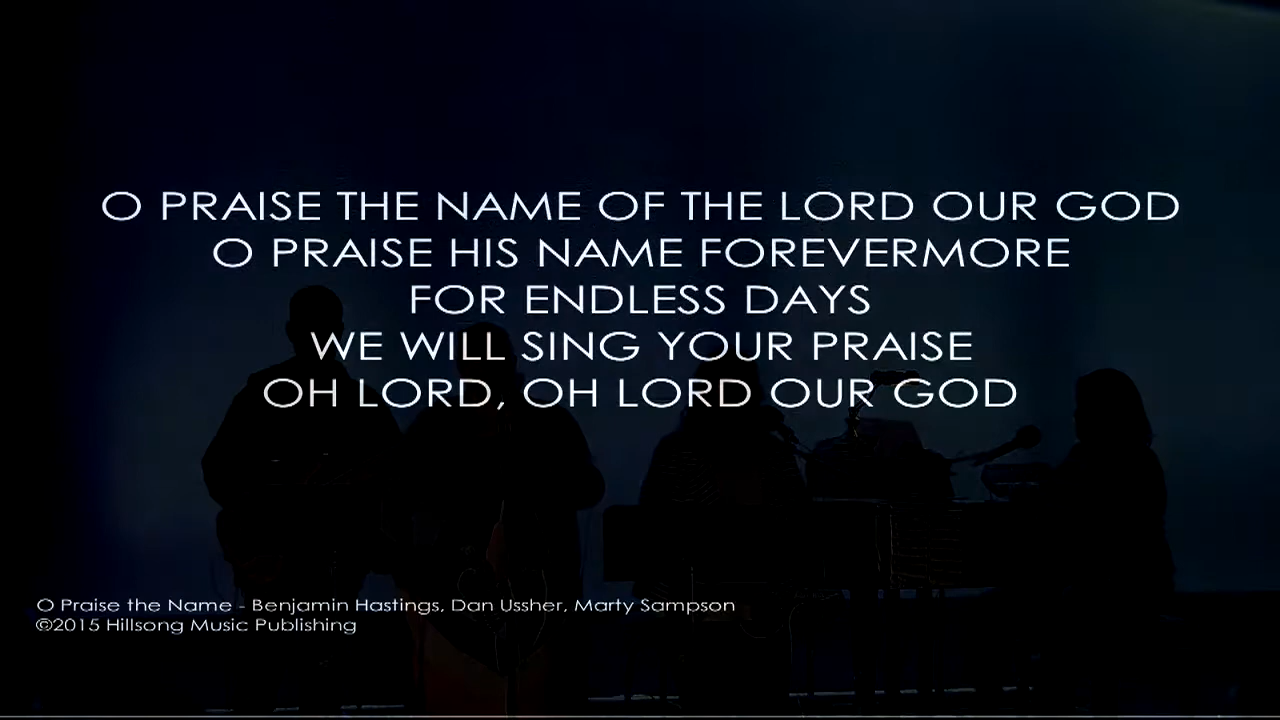 O PRAISE THE NAME OF THE LORD OUR GOD
O PRAISE HIS NAME FOREVERMORE
FOR ENDLESS DAYS
WE WILL SING YOUR PRAISE
OH LORD, OH LORD OUR GOD
O Praise the Name - Benjamin Hastings, Dan Ussher, Marty Sampson
©2015 Hillsong Music Publishing